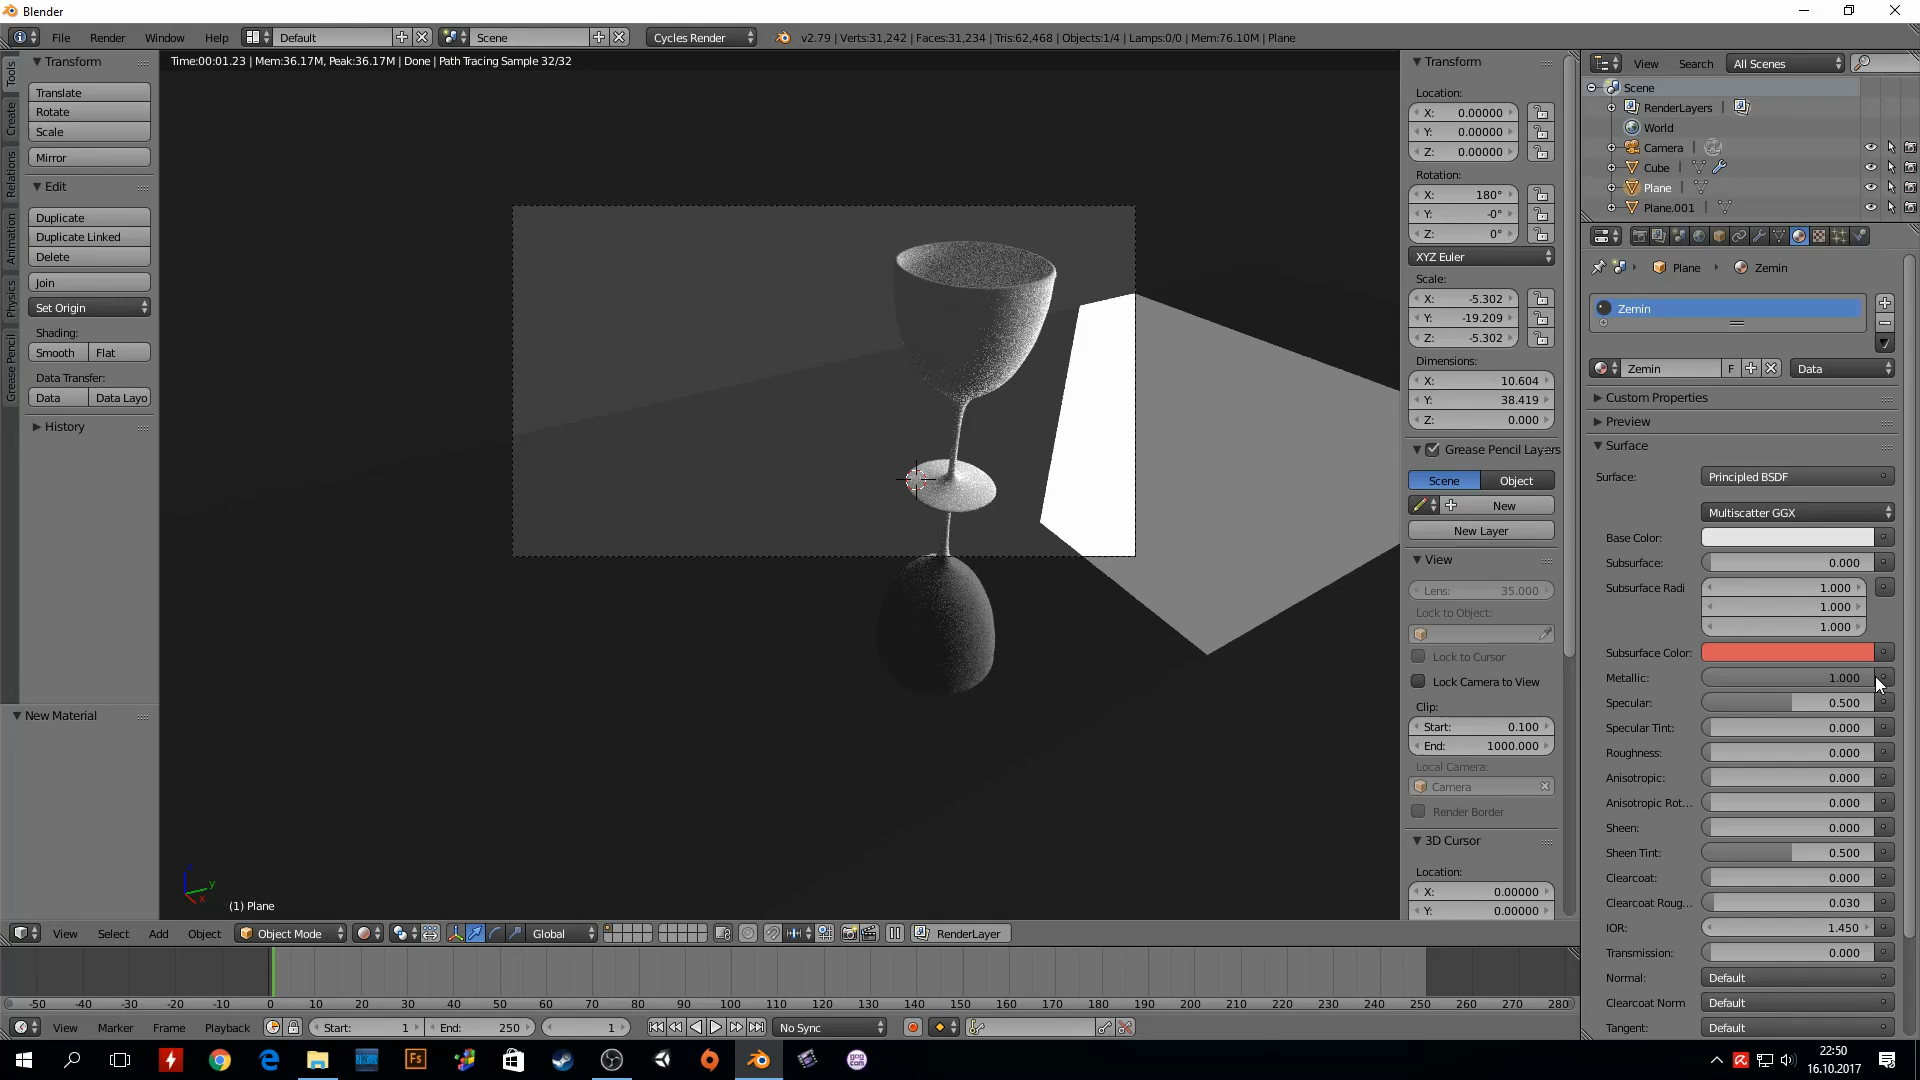 Blender
File Render Window Help Default Scene Cycles Render v2.79 | Verts:31,242 | Faces:31,234 | Tris:62,468 | Objects:1/4 | Lamps:0/0 | Mem:76.10M | Plane
Time:00:01.23 | Mem:36.17M, Peak:36.17M | Done | Path Tracing Sample 32/32
Tools
Create
Relations
Animation
Physics
Grease Pencil
Transform
Translate
Rotate
Scale
Mirror
Edit
Duplicate
Duplicate Linked
Delete
Join
Set Origin
Shading:
Smooth Flat
Data Transfer:
Data Data Layo
History
New Material
(1) Plane
Transform
Location:
X: 0.00000
Y: 0.00000
Z: 0.00000
Rotation:
X: 180°
Y: -0°
Z: 0°
XYZ Euler
Scale:
X: -5.302
Y: -19.209
Z: -5.302
Dimensions:
X: 10.604
Y: 38.419
Z: 0.000
Grease Pencil Layers
Scene Object
New
New Layer
View
Lens: 35.000
Lock to Object:
Lock to Cursor
Lock Camera to View
Clip:
Start: 0.100
End: 1000.000
Local Camera:
Camera
Render Border
3D Cursor
Location:
X: 0.00000
Y: 0.00000
View Search All Scenes
Scene
RenderLayers |
World
Camera |
Cube
Plane
Plane.001
Plane Zemin
Zemin
Zemin F Data
Custom Properties
Preview
Surface
Surface: Principled BSDF
Multiscatter GGX
Base Color:
Subsurface: 0.000
Subsurface Radi 1.000
1.000
1.000
Subsurface Color:
Metallic: 1.000
Specular: 0.500
Specular Tint: 0.000
Roughness: 0.000
Anisotropic: 0.000
Anisotropic Rot... 0.000
Sheen: 0.000
Sheen Tint: 0.500
Clearcoat: 0.000
Clearcoat Roug... 0.030
IOR: 1.450
Transmission: 0.000
Normal: Default
Clearcoat Norm Default
Tangent: Default
View Select Add Object Object Mode Global RenderLayer
-50 -40 -30 -20 -10 0 10 20 30 40 50 60 70 80 90 100 110 120 130 140 150 160 170 180 190 200 210 220 230 240 250 260 270 280
View Marker Frame Playback Start: 1 End: 250 1 No Sync
Fs
gog
com
22:50
16.10.2017